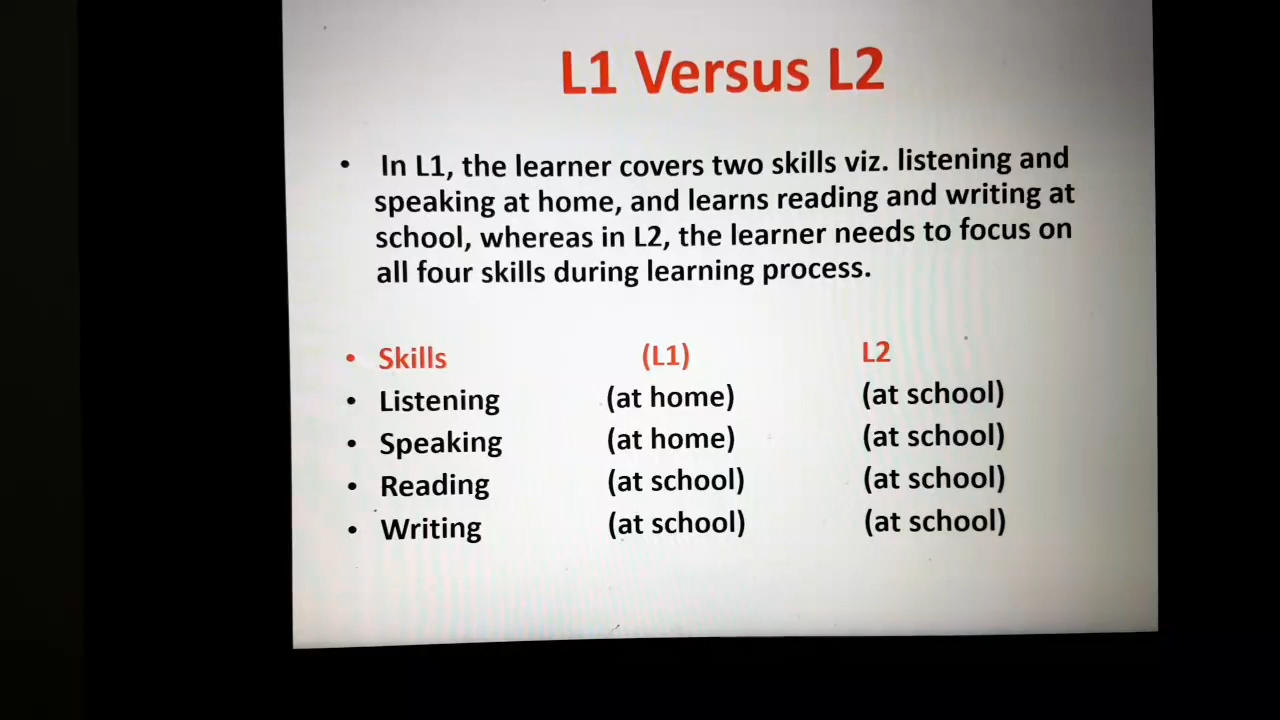 L1 Versus L2
• In L1, the learner covers two skills viz. listening and
speaking at home, and learns reading and writing at
school, whereas in L2, the learner needs to focus on
all four skills during learning process.
• Skills (L1) L2
• Listening (at home) (at school)
• Speaking (at home) (at school)
• Reading (at school) (at school)
• Writing (at school) (at school)